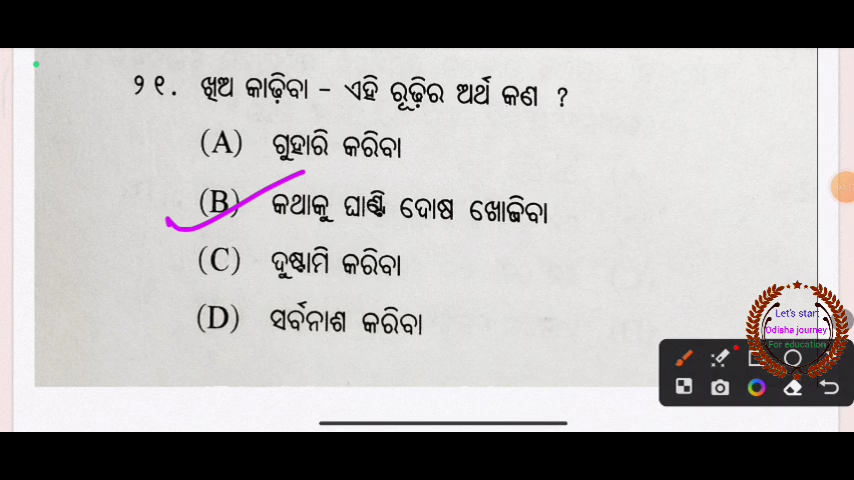 ୨୧. ଖିଅ କାଢ଼ିବା – ଏହି ରୂଢ଼ିର ଅର୍ଥ କଣ ?
(A) ଗୁହାରି କରିବା
(B) କଥାକୁ ଘାଣ୍ଟି ଦୋଷ ଖୋଜିବା
(C) ଦୁଷ୍ଟାମି କରିବା
(D) ସର୍ବନାଶ କରିବା
Let's start
Odisha journey
For education